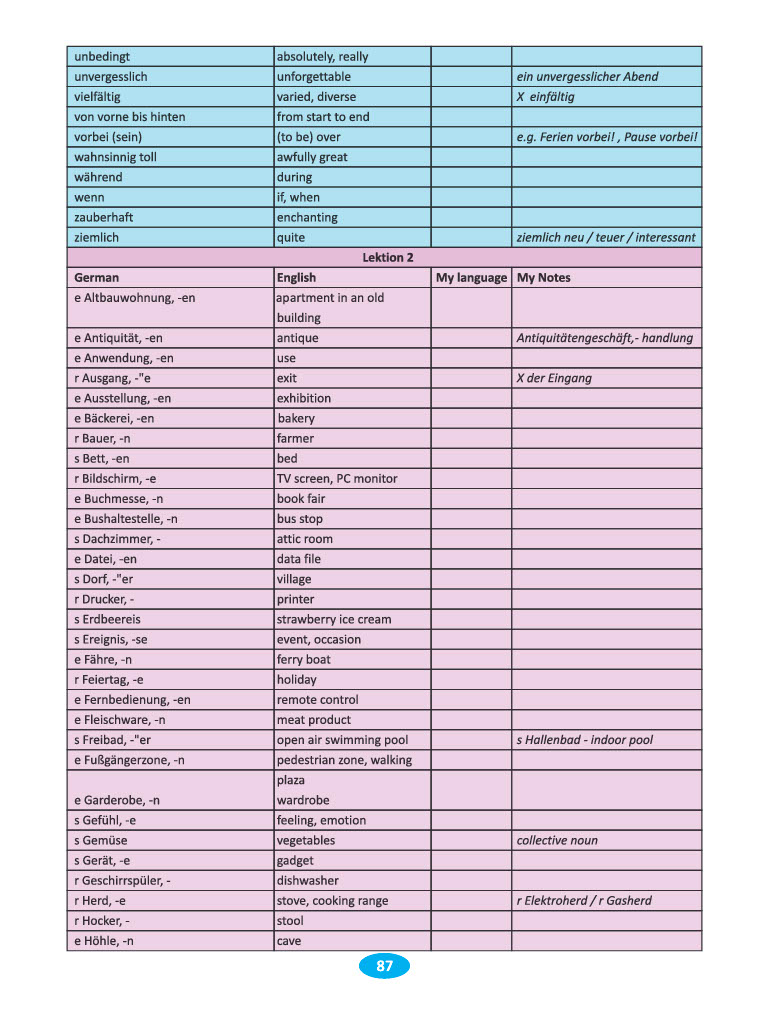 unbedingt absolutely, really
unvergesslich unforgettable ein unvergesslicher Abend
vielfältig varied, diverse X einfältig
von vorne bis hinten from start to end
vorbei (sein) (to be) over e.g. Ferien vorbei! , Pause vorbei!
wahnsinnig toll awfully great
während during
wenn if, when
zauberhaft enchanting
ziemlich quite ziemlich neu / teuer / interessant
Lektion 2
German English My language My Notes
e Altbauwohnung, -en apartment in an old
building
e Antiquität, -en antique Antiquitätengeschäft,- handlung
e Anwendung, -en use
r Ausgang, -"e exit X der Eingang
e Ausstellung, -en exhibition
e Bäckerei, -en bakery
r Bauer, -n farmer
s Bett, -en bed
r Bildschirm, -e TV screen, PC monitor
e Buchmesse, -n book fair
e Bushaltestelle, -n bus stop
s Dachzimmer, - attic room
e Datei, -en data file
s Dorf, -"er village
r Drucker, - printer
s Erdbeereis strawberry ice cream
s Ereignis, -se event, occasion
e Fähre, -n ferry boat
r Feiertag, -e holiday
e Fernbedienung, -en remote control
e Fleischware, -n meat product
s Freibad, -"er open air swimming pool s Hallenbad - indoor pool
e Fußgängerzone, -n pedestrian zone, walking
plaza
e Garderobe, -n wardrobe
s Gefühl, -e feeling, emotion
s Gemüse vegetables collective noun
s Gerät, -e gadget
r Geschirrspüler, - dishwasher
r Herd, -e stove, cooking range r Elektroherd / r Gasherd
r Hocker, - stool
e Höhle, -n cave
87